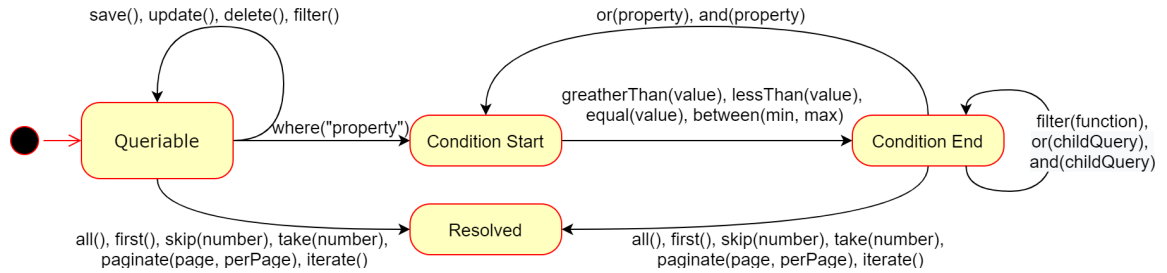 save(), update(), delete(), filter()
or(property), and(property)
greatherThan(value), lessThan(value),
equal(value), between(min, max)
where("property")
Queriable
Condition Start
Condition End
filter(function),
or(childQuery),
and(childQuery)
Resolved
all(), first(), skip(number), take(number),
paginate(page, perPage), iterate()
all(), first(), skip(number), take(number),
paginate(page, perPage), iterate()